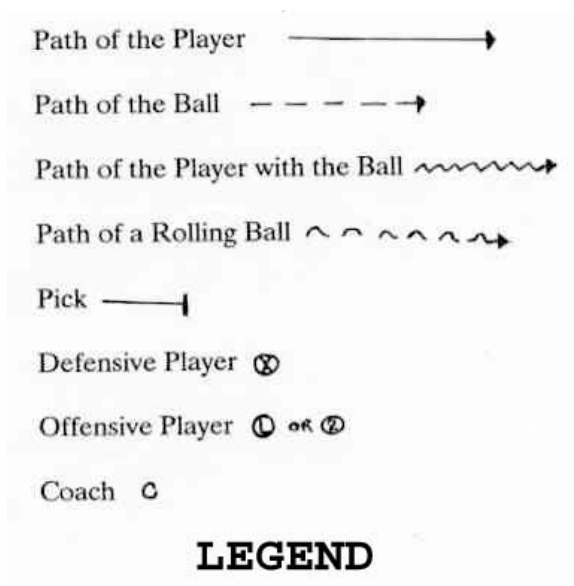 Path of the Player
Path of the Ball
Path of the Player with the Ball
Path of a Rolling Ball
Pick
Defensive Player Ⓧ
Offensive Player ① OR ②
Coach C
LEGEND